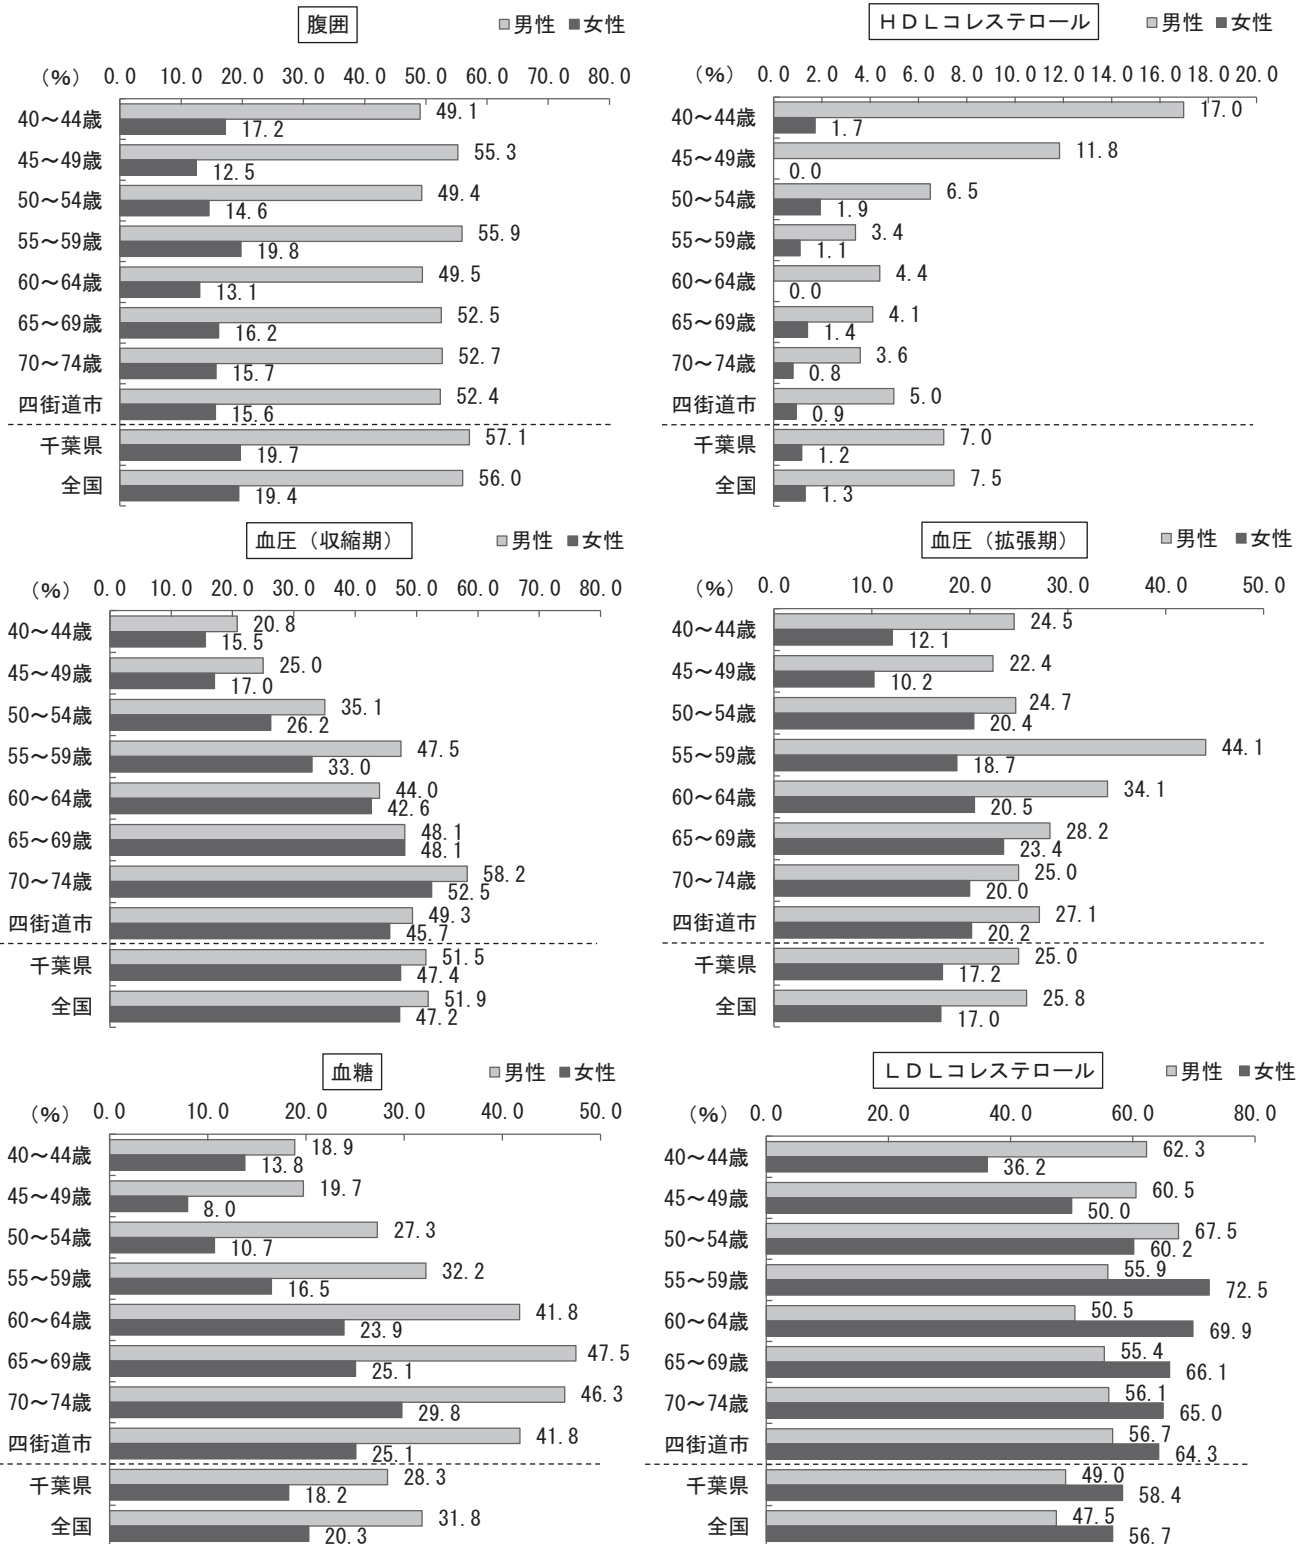 腹囲
■男性 ■女性
(%) 0.0 10.0 20.0 30.0 40.0 50.0 60.0 70.0 80.0
40～44歳 49.1
17.2
45～49歳 55.3
12.5
50～54歳 49.4
14.6
55～59歳 55.9
19.8
60～64歳 49.5
13.1
65～69歳 52.5
16.2
70～74歳 52.7
15.7
四街道市 52.4
15.6
千葉県 57.1
19.7
全国 56.0
19.4
ＨＤＬコレステロール
■男性 ■女性
(%) 0.0 2.0 4.0 6.0 8.0 10.0 12.0 14.0 16.0 18.0 20.0
40～44歳 17.0
1.7
45～49歳 11.8
0.0
50～54歳 6.5
1.9
55～59歳 3.4
1.1
60～64歳 4.4
0.0
65～69歳 4.1
1.4
70～74歳 3.6
0.8
四街道市 5.0
0.9
千葉県 7.0
1.2
全国 7.5
1.3
血圧（収縮期）
■男性 ■女性
(%) 0.0 10.0 20.0 30.0 40.0 50.0 60.0 70.0 80.0
40～44歳 20.8
15.5
45～49歳 25.0
17.0
50～54歳 35.1
26.2
55～59歳 47.5
33.0
60～64歳 44.0
42.6
65～69歳 48.1
48.1
70～74歳 58.2
52.5
四街道市 49.3
45.7
千葉県 51.5
47.4
全国 51.9
47.2
血圧（拡張期）
■男性 ■女性
(%) 0.0 10.0 20.0 30.0 40.0 50.0
40～44歳 24.5
12.1
45～49歳 22.4
10.2
50～54歳 24.7
20.4
55～59歳 44.1
18.7
60～64歳 34.1
20.5
65～69歳 28.2
23.4
70～74歳 25.0
20.0
四街道市 27.1
20.2
千葉県 25.0
17.2
全国 25.8
17.0
血糖
■男性 ■女性
(%) 0.0 10.0 20.0 30.0 40.0 50.0
40～44歳 18.9
13.8
45～49歳 19.7
8.0
50～54歳 27.3
10.7
55～59歳 32.2
16.5
60～64歳 41.8
23.9
65～69歳 47.5
25.1
70～74歳 46.3
29.8
四街道市 41.8
25.1
千葉県 28.3
18.2
全国 31.8
20.3
ＬＤＬコレステロール
■男性 ■女性
(%) 0.0 20.0 40.0 60.0 80.0
40～44歳 62.3
36.2
45～49歳 60.5
50.0
50～54歳 67.5
60.2
55～59歳 55.9
72.5
60～64歳 50.5
69.9
65～69歳 55.4
66.1
70～74歳 56.1
65.0
四街道市 56.7
64.3
千葉県 49.0
58.4
全国 47.5
56.7